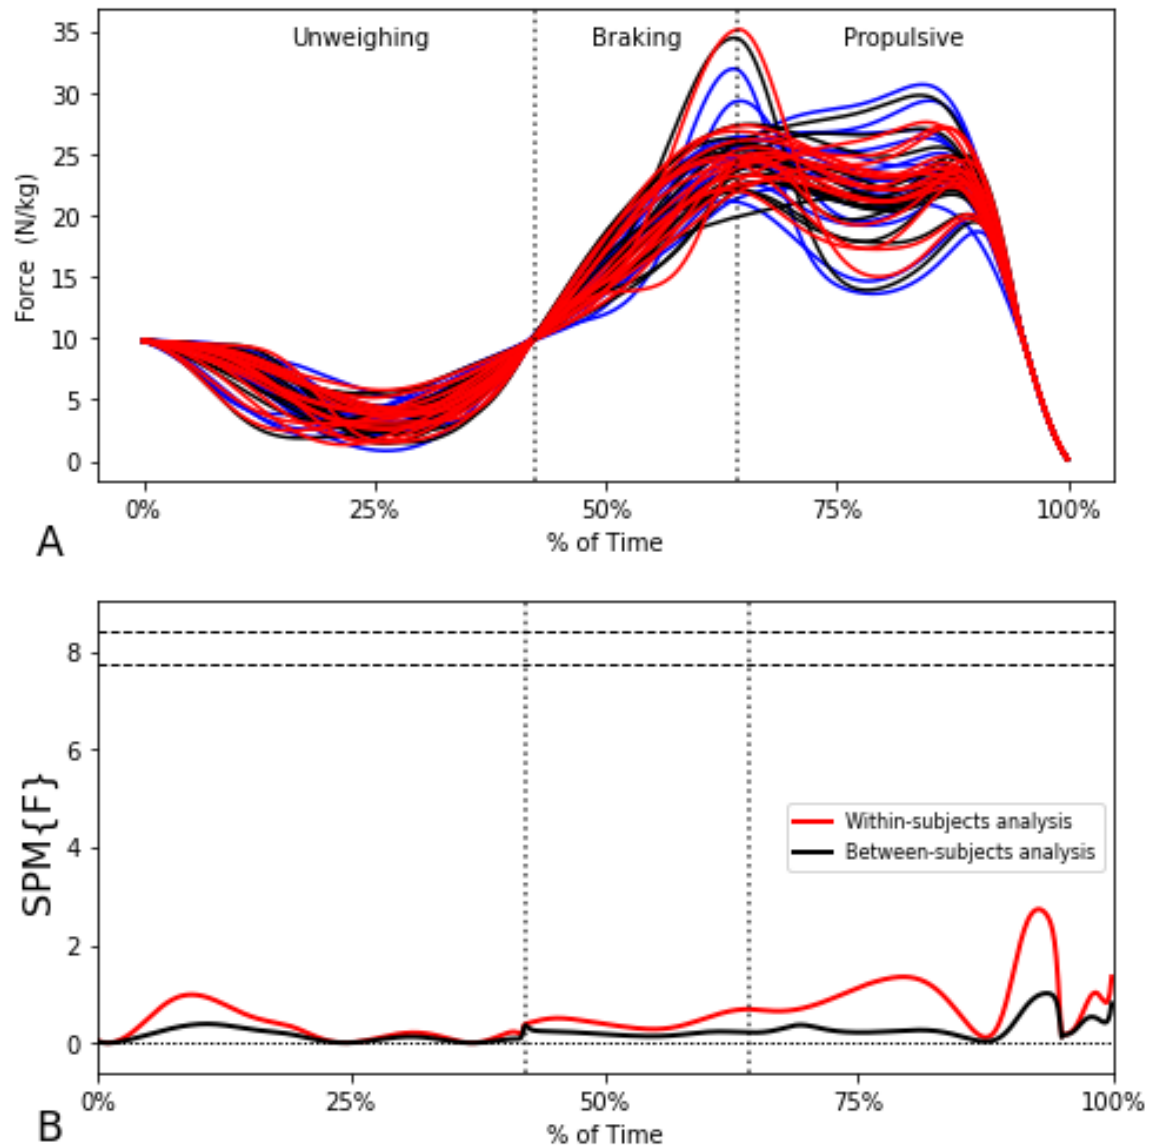 35
30
25
20
15
10
5
0
Force (N/kg)
Unweighing Braking Propulsive
0% 25% 50% 75% 100%
% of Time
A
8
6
4
2
0
SPM{F}
Within-subjects analysis
Between-subjects analysis
0% 25% 50% 75% 100%
% of Time
B